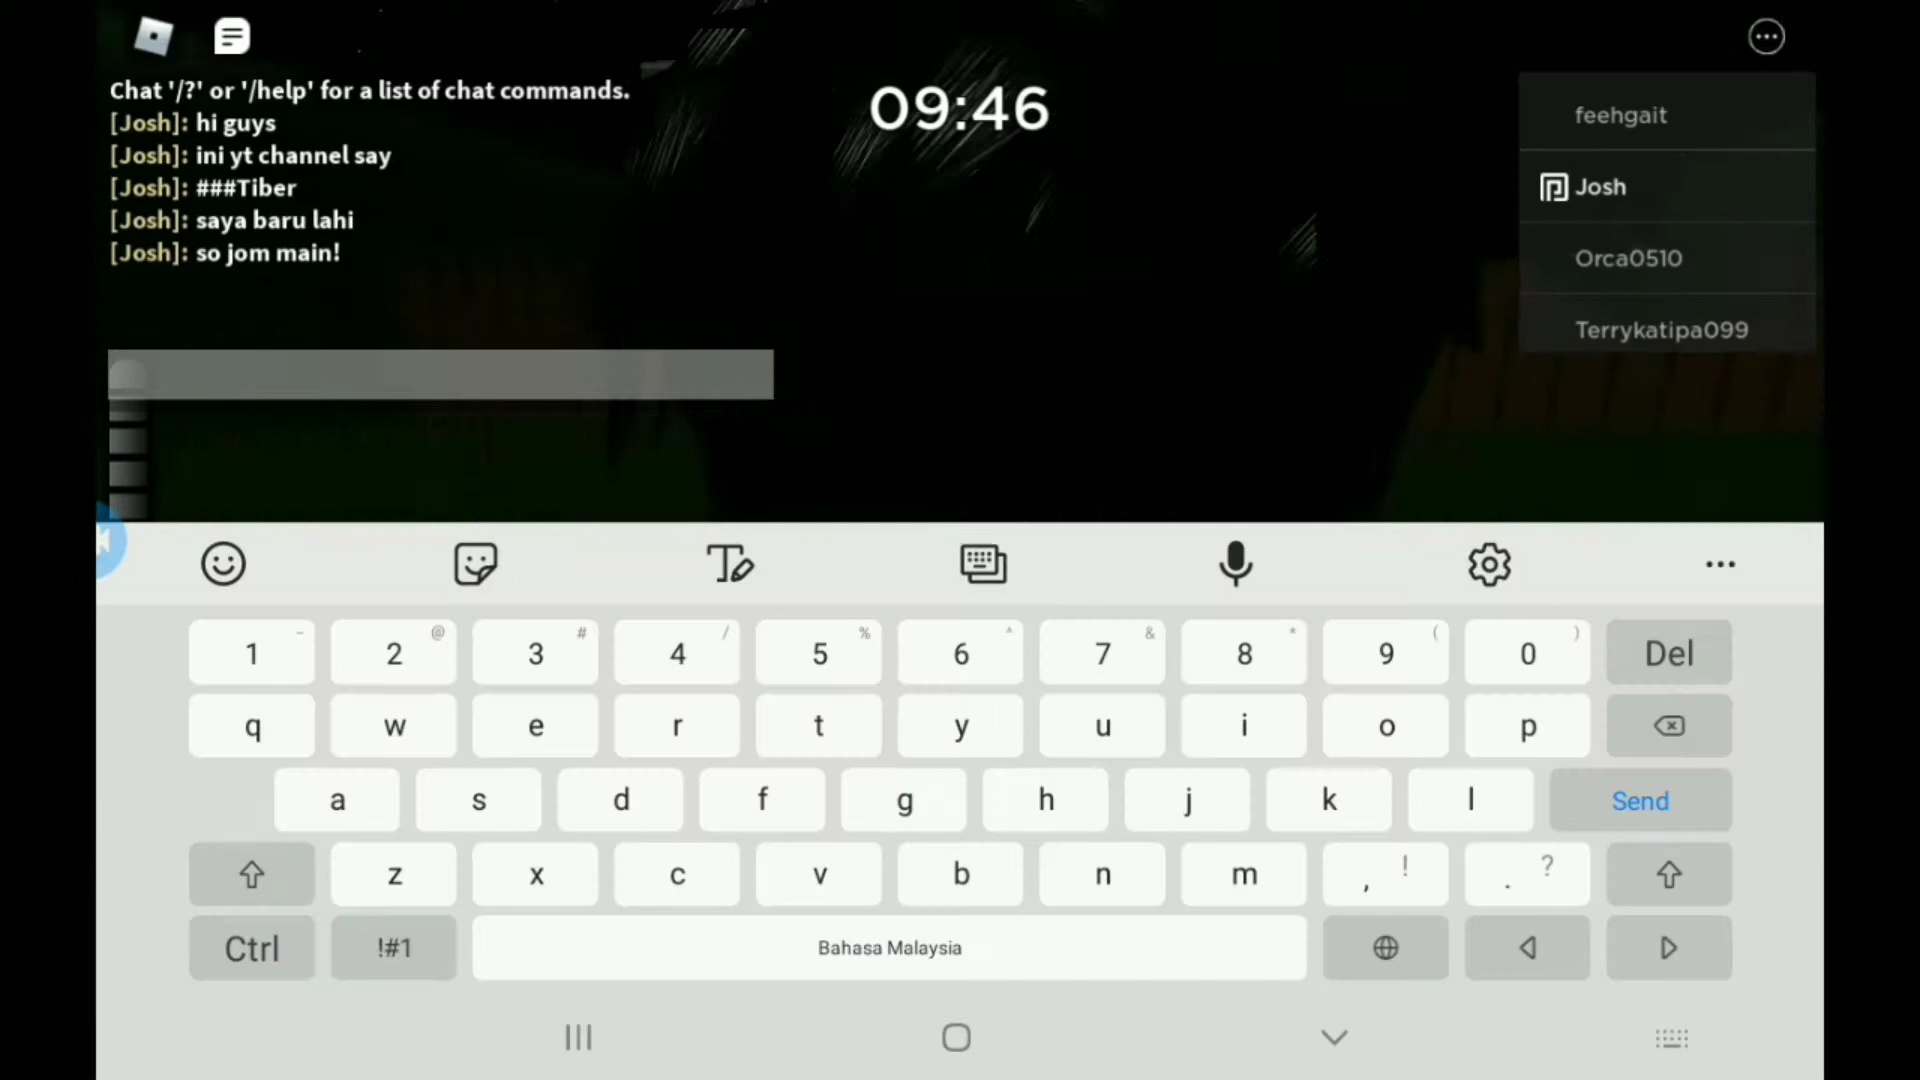 Chat '/?' or '/help' for a list of chat commands.
[Josh]: hi guys
[Josh]: ini yt channel say
[Josh]: ###Tiber
[Josh]: saya baru lahi
[Josh]: so jom main!
09:46
feehgait
Josh
Orca0510
Terrykatipa099
1 - 2 @ 3 # 4 / 5 % 6 ^ 7 & 8 * 9 ( 0 ) Del
q w e r t y u i o p
a s d f g h j k l Send
z x c v b n m , ! . ?
Ctrl !#1 Bahasa Malaysia